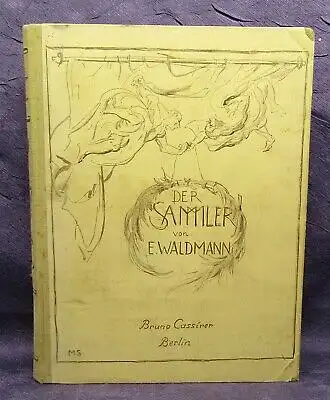 DER
SAMMLER
von
E. WALDMANN
Bruno Cassirer
Berlin
MS